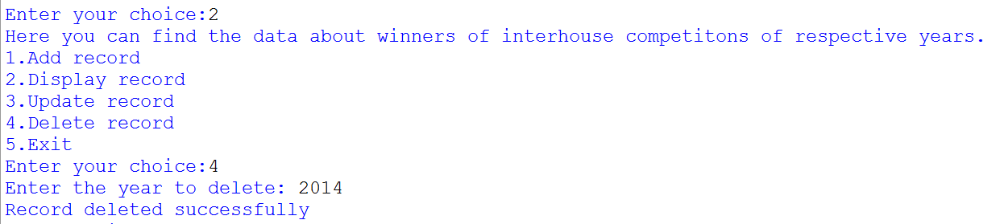 Enter your choice:2
Here you can find the data about winners of interhouse competitons of respective years.
1.Add record
2.Display record
3.Update record
4.Delete record
5.Exit
Enter your choice:4
Enter the year to delete: 2014
Record deleted successfully